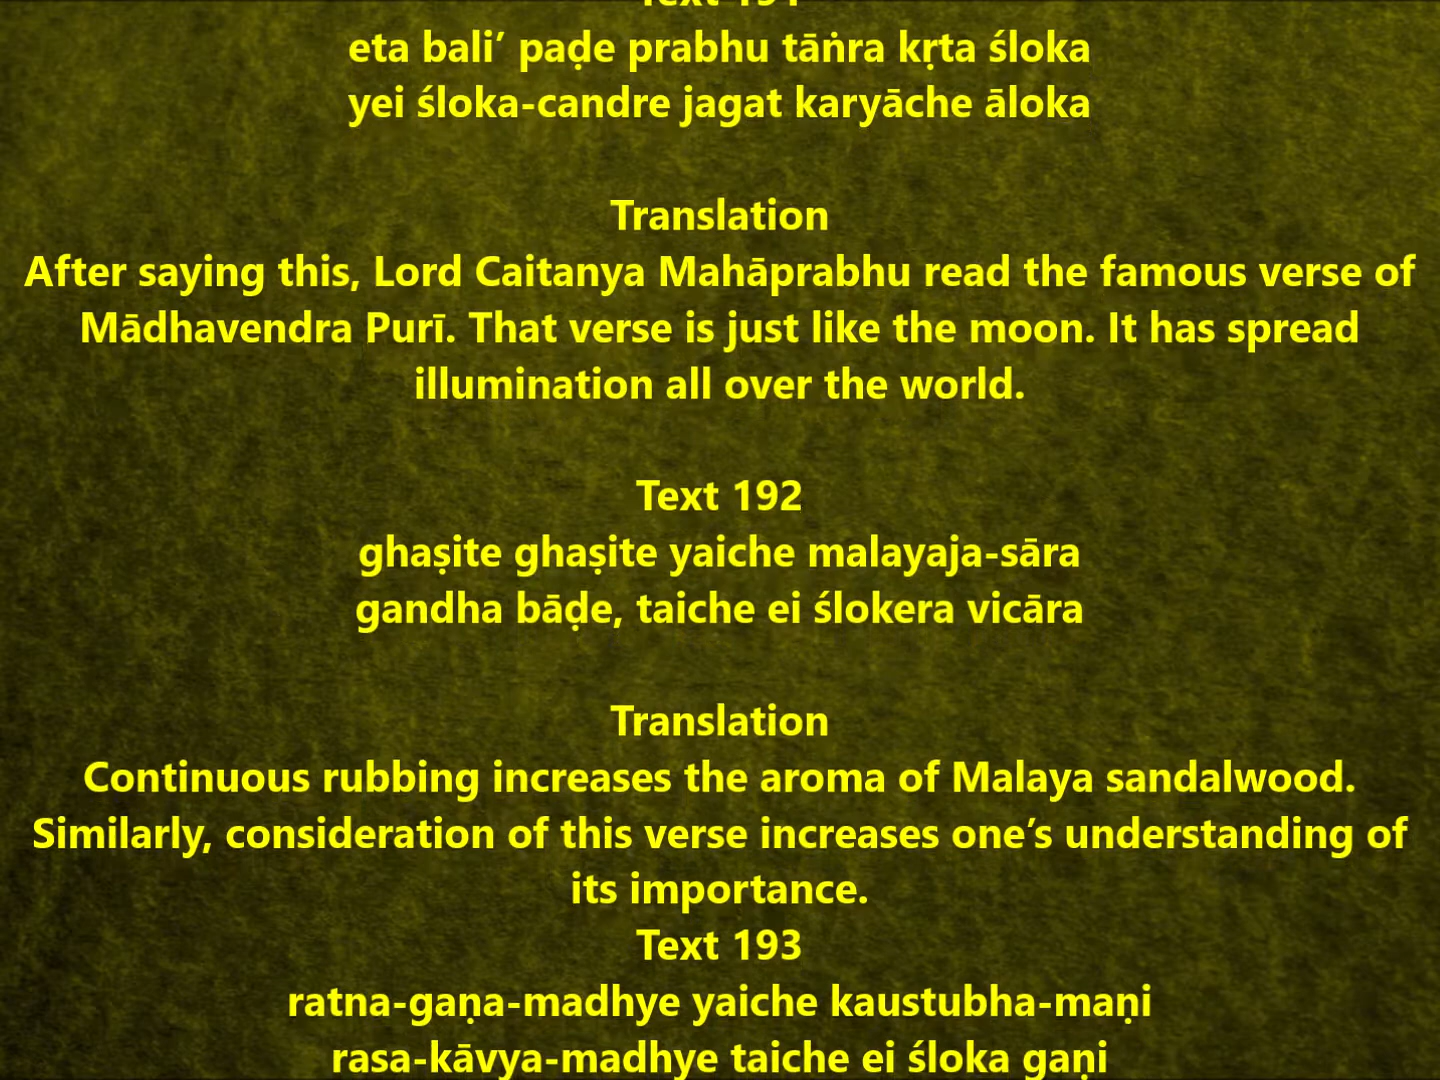 Text 191
eta bali’ paḍe prabhu tāṅra kṛta śloka
yei śloka-candre jagat karyāche āloka
Translation
After saying this, Lord Caitanya Mahāprabhu read the famous verse of
Mādhavendra Purī. That verse is just like the moon. It has spread
illumination all over the world.
Text 192
ghaṣite ghaṣite yaiche malayaja-sāra
gandha bāḍe, taiche ei ślokera vicāra
Translation
Continuous rubbing increases the aroma of Malaya sandalwood.
Similarly, consideration of this verse increases one’s understanding of
its importance.
Text 193
ratna-gaṇa-madhye yaiche kaustubha-maṇi
rasa-kāvya-madhye taiche ei śloka gaṇi